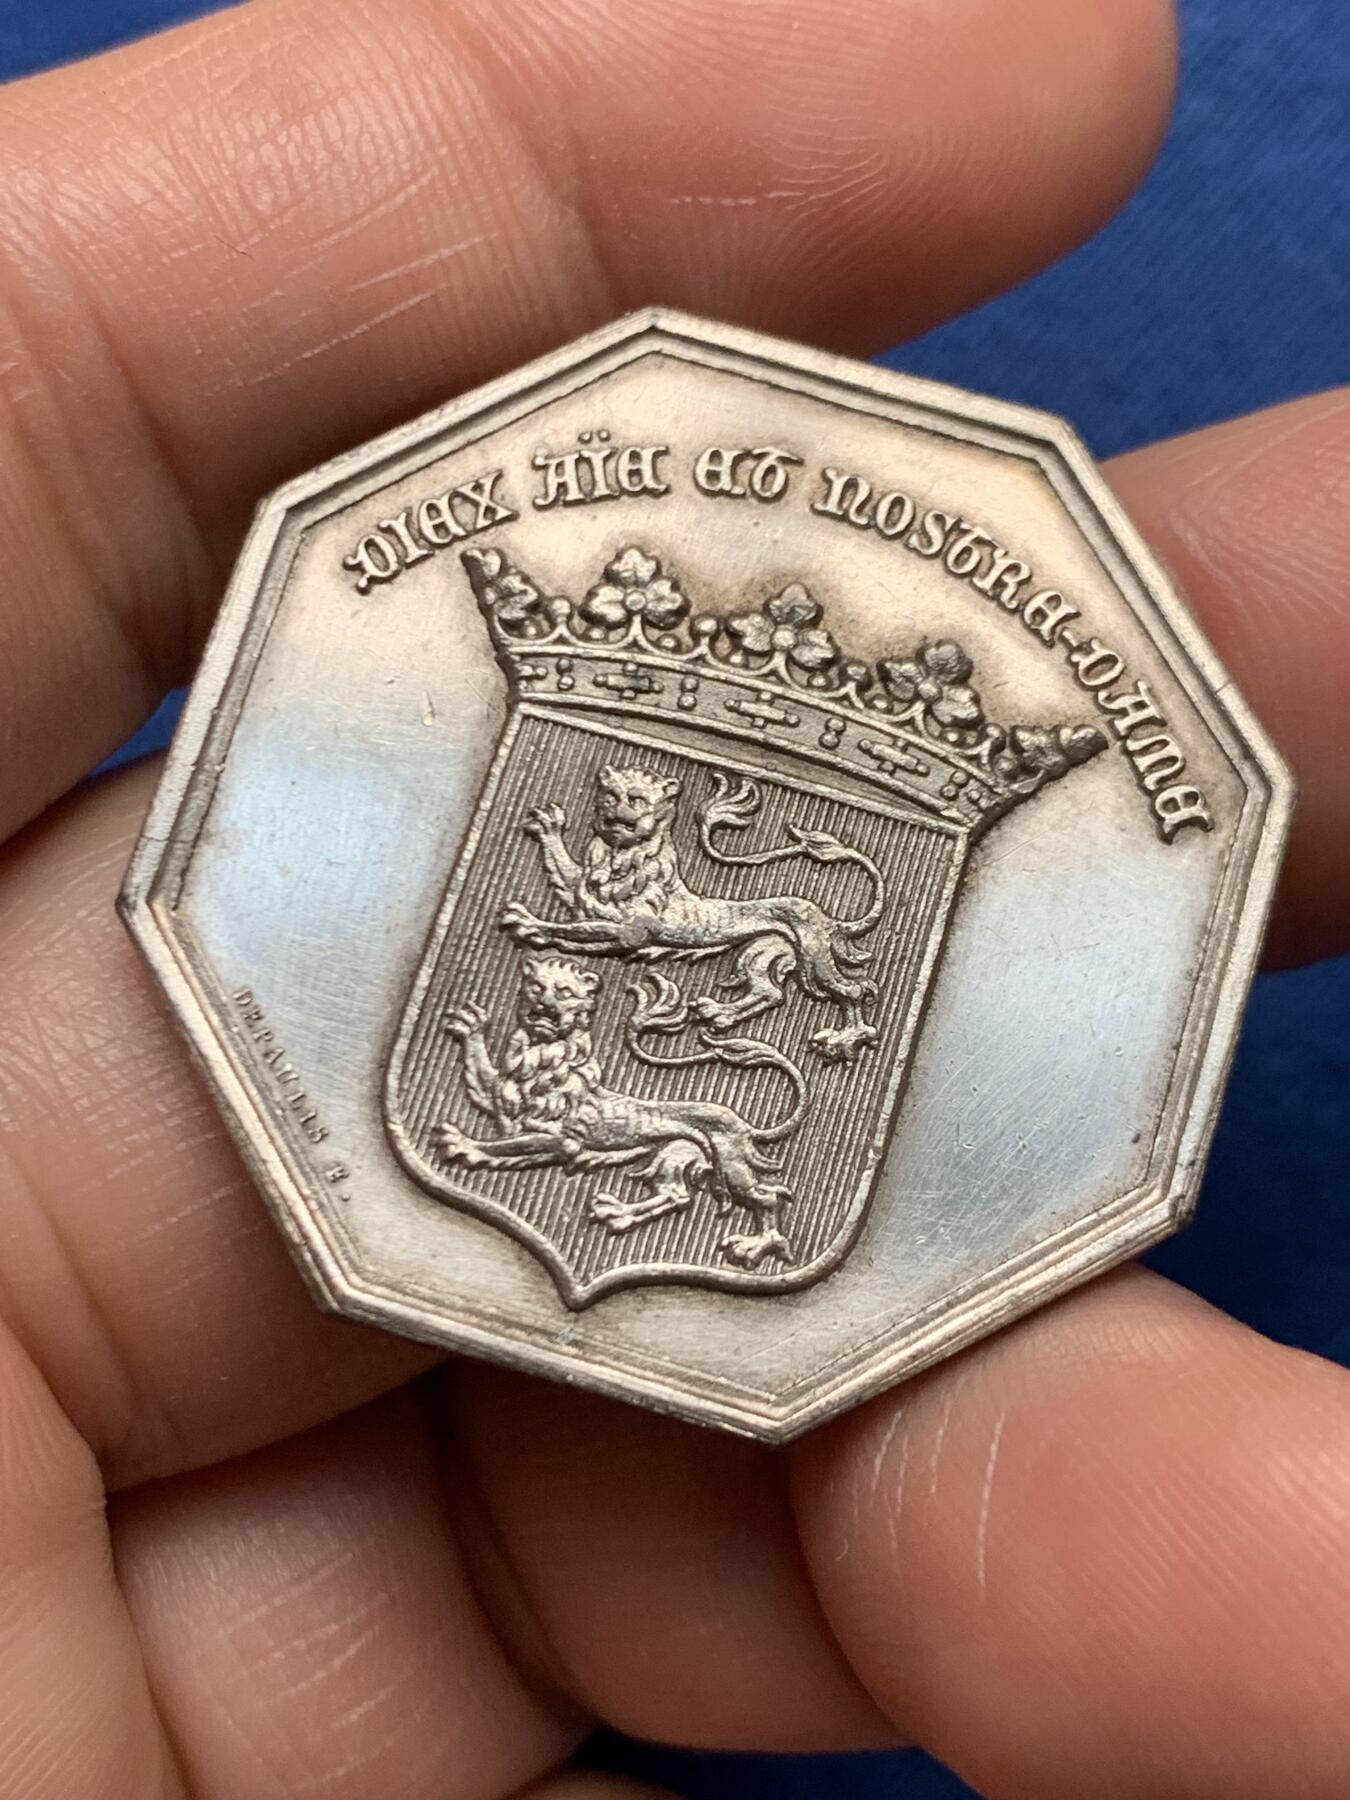 DIEX AÏE ET NOSTRE-DAME
DEPAULIS F.